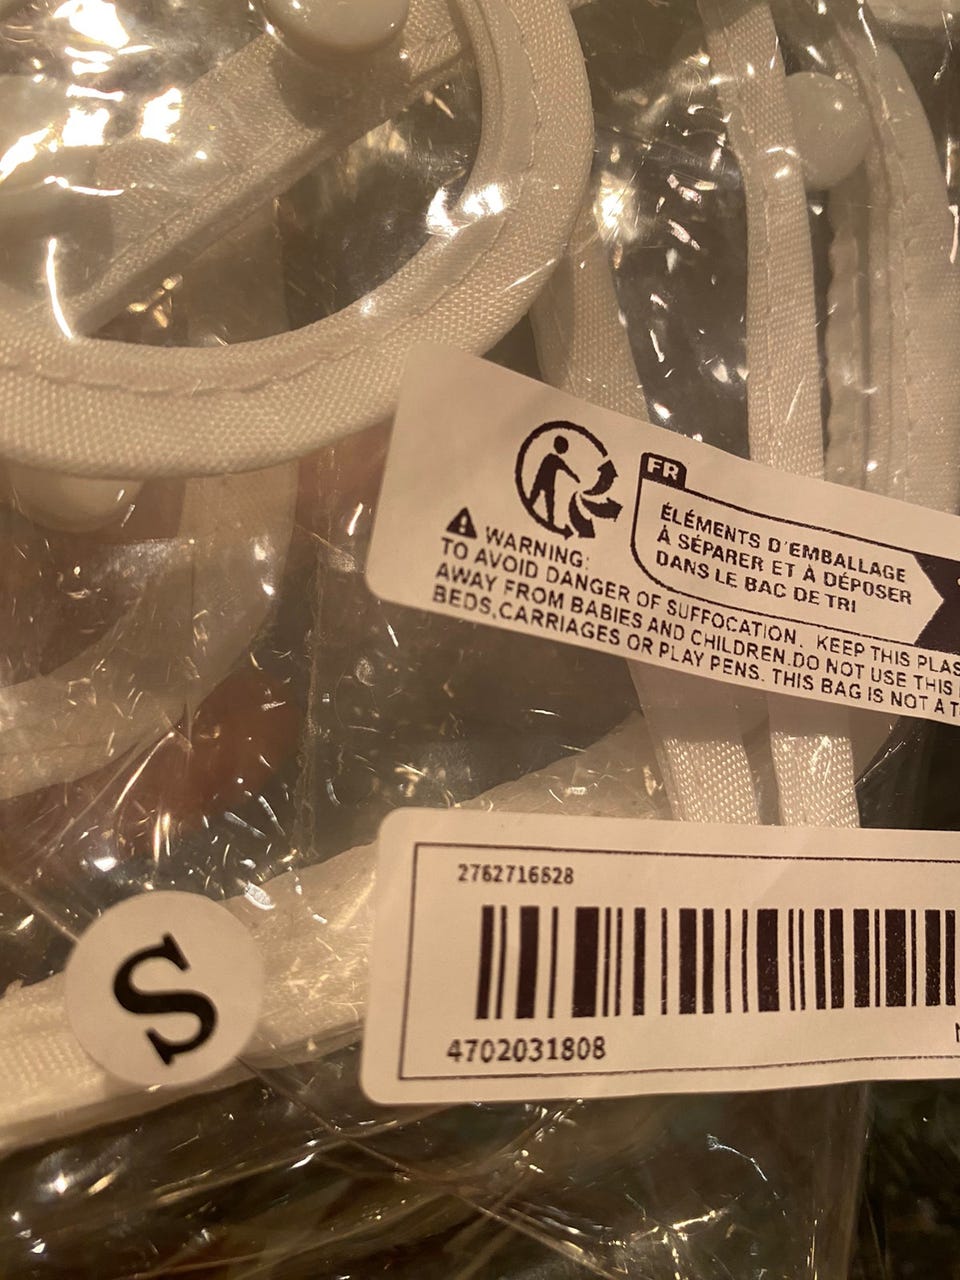 FR
ÉLÉMENTS D'EMBALLAGE
À SÉPARER ET À DÉPOSER
DANS LE BAC DE TRI
WARNING:
TO AVOID DANGER OF SUFFOCATION. KEEP THIS PLAS
AWAY FROM BABIES AND CHILDREN.DO NOT USE THIS
BEDS,CARRIAGES OR PLAY PENS. THIS BAG IS NOT A T
2762716628
4702031808
S